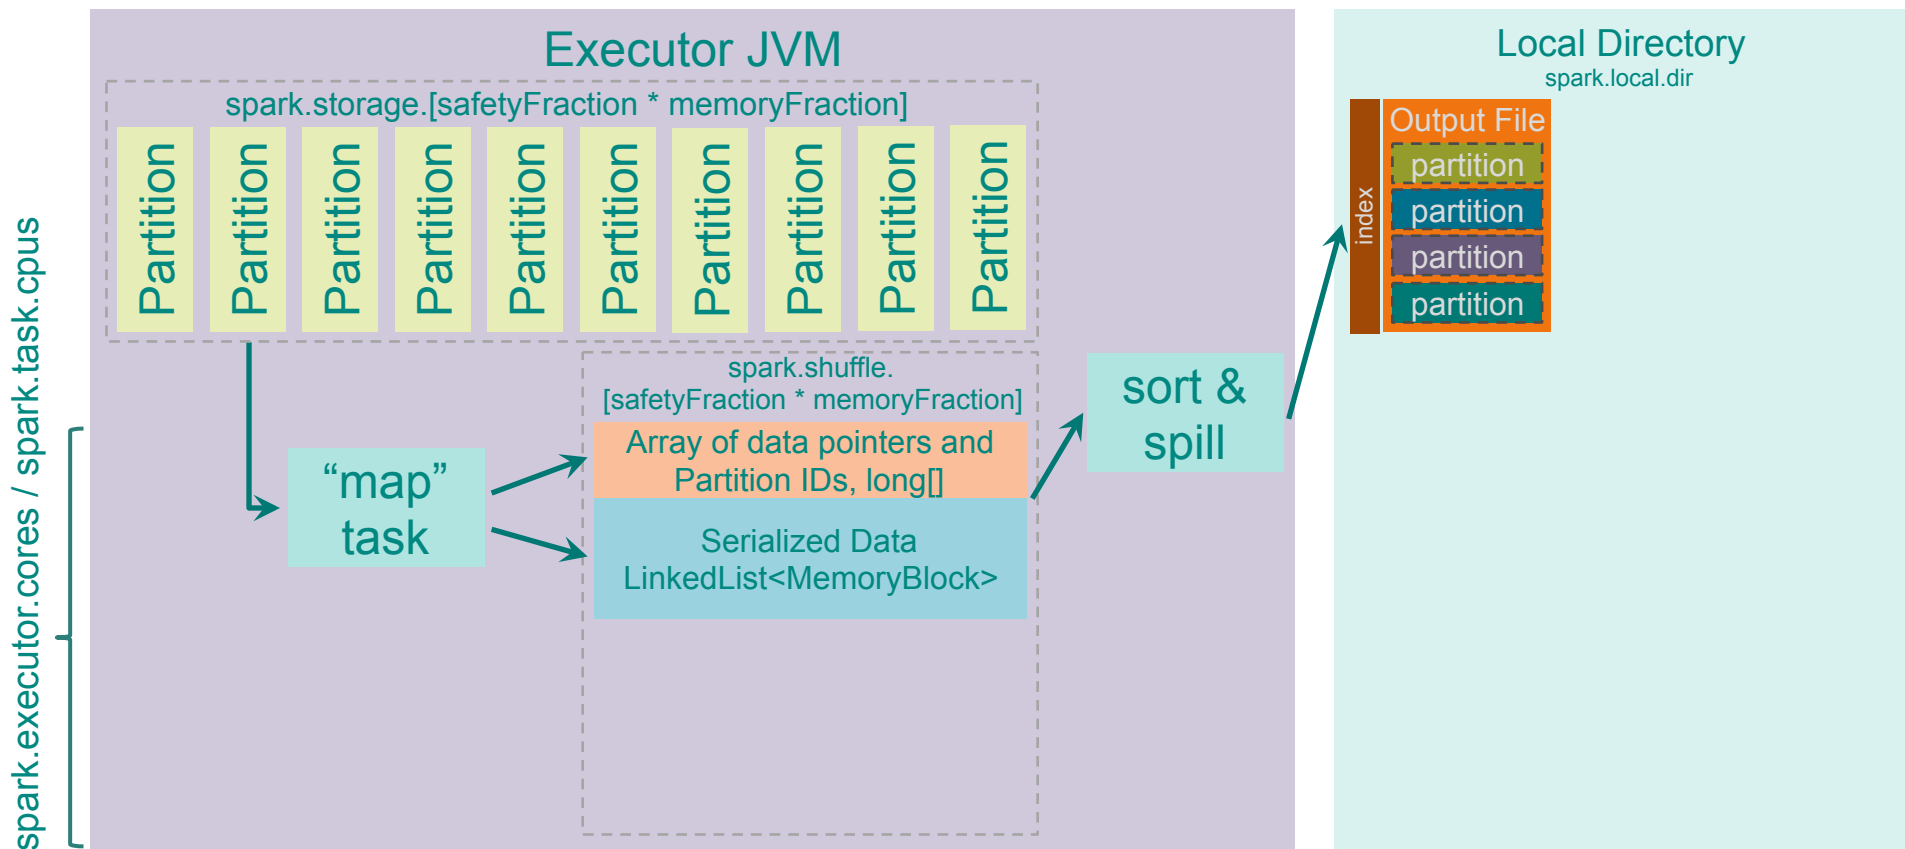 Executor JVM
spark.storage.[safetyFraction * memoryFraction]
Partition
Partition
Partition
Partition
Partition
Partition
Partition
Partition
Partition
Partition
spark.executor.cores / spark.task.cpus
“map”
task
spark.shuffle.
[safetyFraction * memoryFraction]
Array of data pointers and
Partition IDs, long[]
Serialized Data
LinkedList<MemoryBlock>
sort &
spill
Local Directory
spark.local.dir
index
Output File
partition
partition
partition
partition